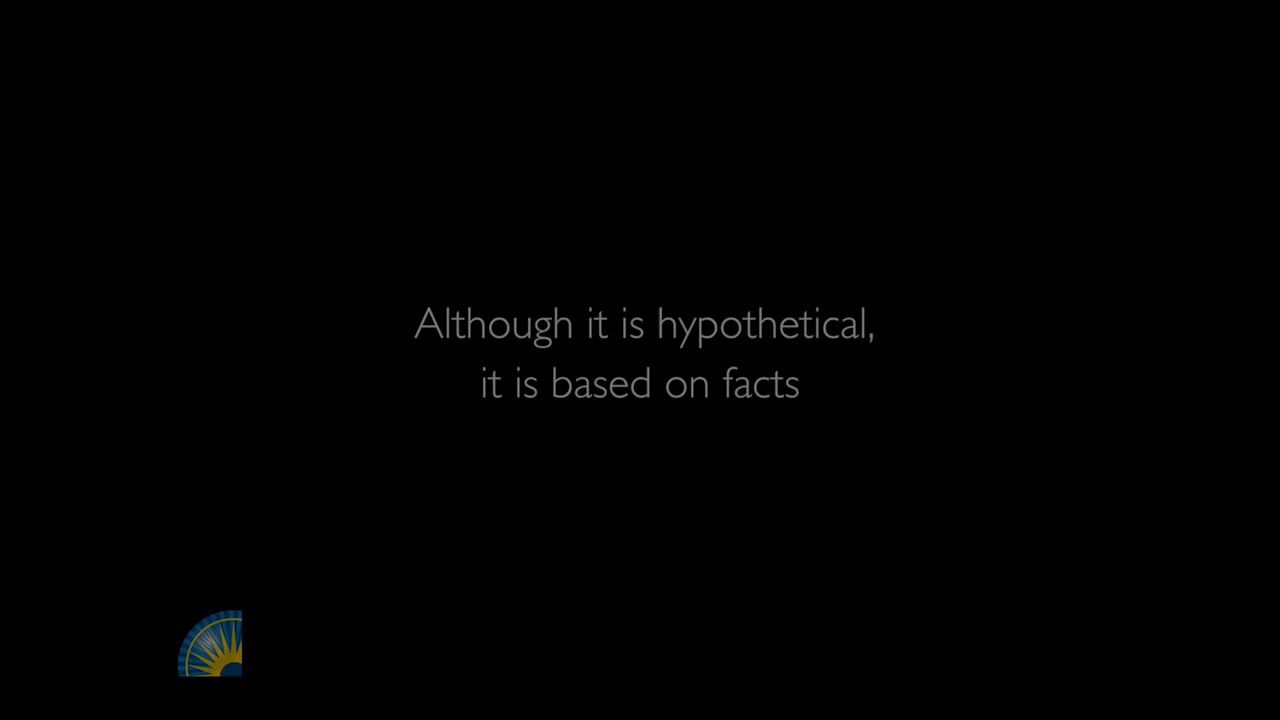 Although it is hypothetical,
it is based on facts